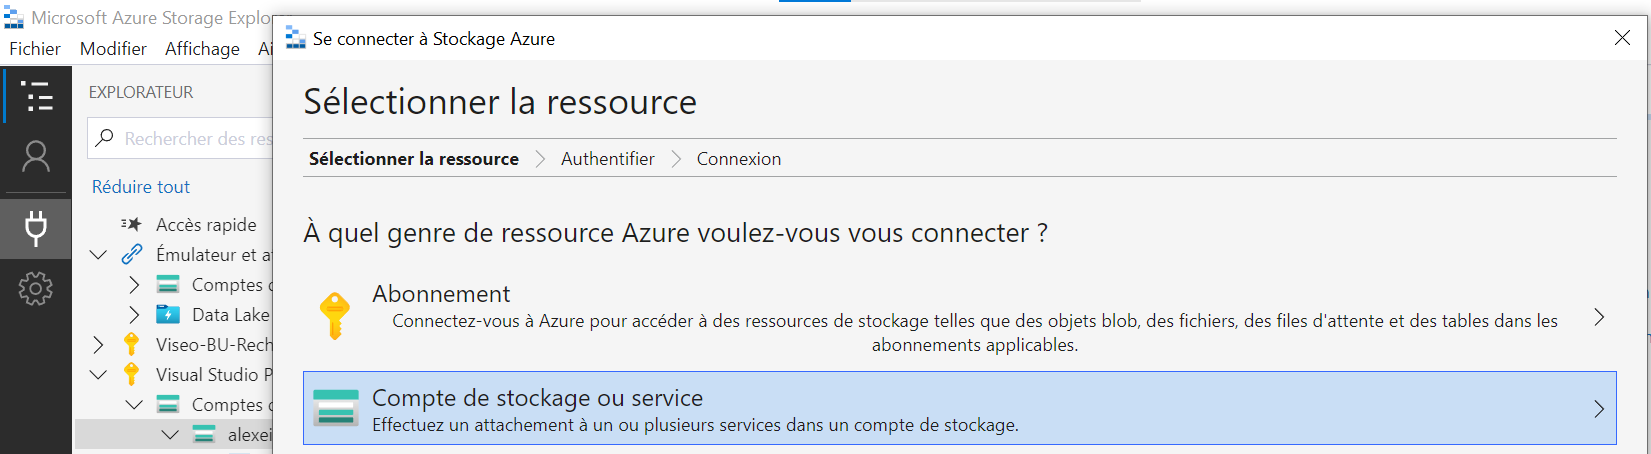 Microsoft Azure Storage Explo
Fichier Modifier Affichage Ai
EXPLORATEUR
Rechercher des res
Réduire tout
Accès rapide
Émulateur et at
Comptes d
Data Lake
Viseo-BU-Rech
Visual Studio P
Comptes d
alexei
Se connecter à Stockage Azure
Sélectionner la ressource
Sélectionner la ressource Authentifier Connexion
À quel genre de ressource Azure voulez-vous vous connecter ?
Abonnement
Connectez-vous à Azure pour accéder à des ressources de stockage telles que des objets blob, des fichiers, des files d'attente et des tables dans les
abonnements applicables.
Compte de stockage ou service
Effectuez un attachement à un ou plusieurs services dans un compte de stockage.